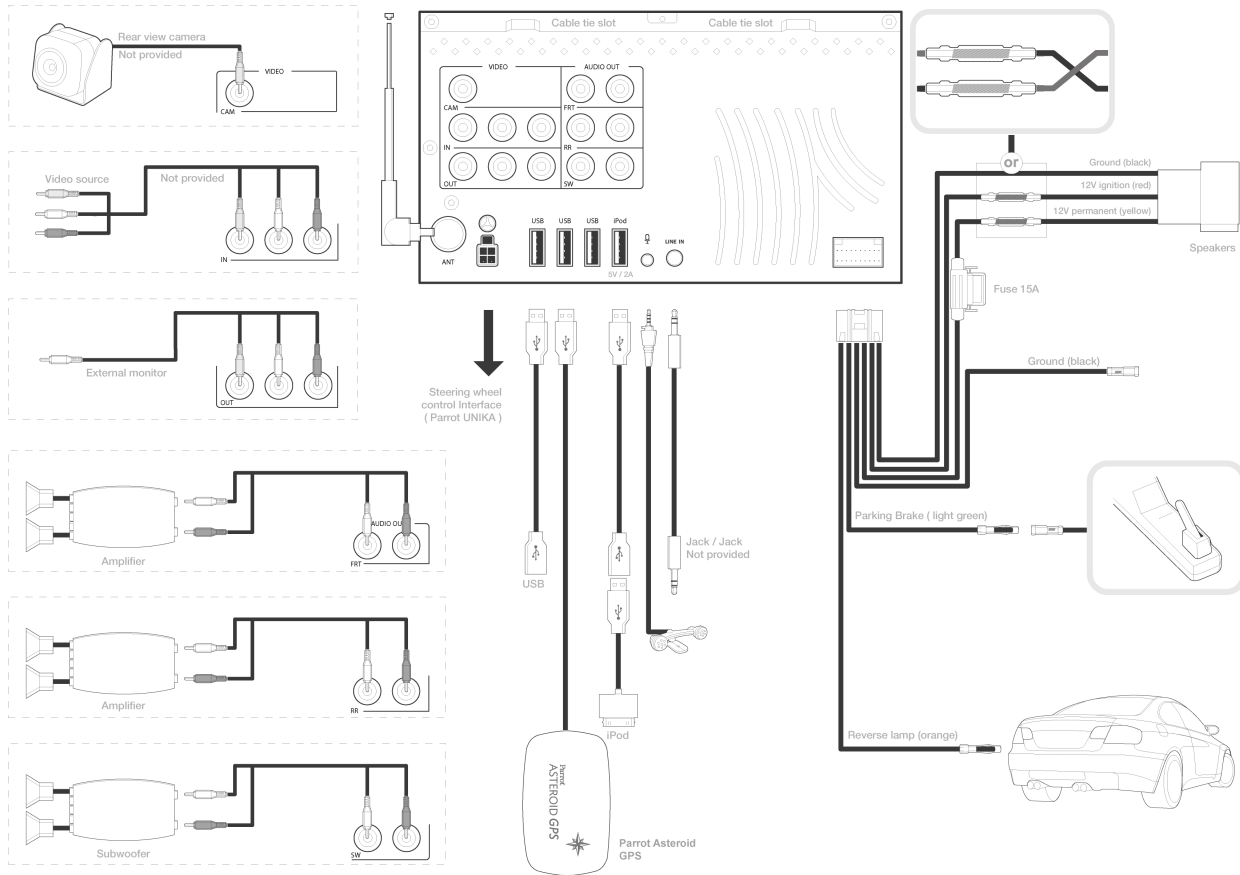 Rear view camera
Not provided
VIDEO
CAM
Video source
Not provided
IN
External monitor
OUT
Amplifier
AUDIO OUT
FRT
Amplifier
RR
Subwoofer
SW
Cable tie slot
Cable tie slot
VIDEO
AUDIO OUT
CAM
FRT
IN
RR
OUT
SW
ANT
USB
USB
USB
iPod
5V / 2A
LINE IN
Steering wheel
control Interface
( Parrot UNIKA )
USB
Jack / Jack
Not provided
iPod
Parrot
ASTEROID GPS
Parrot Asteroid
GPS
or
Ground (black)
12V ignition (red)
12V permanent (yellow)
Speakers
Fuse 15A
Ground (black)
Parking Brake ( light green)
Reverse lamp (orange)